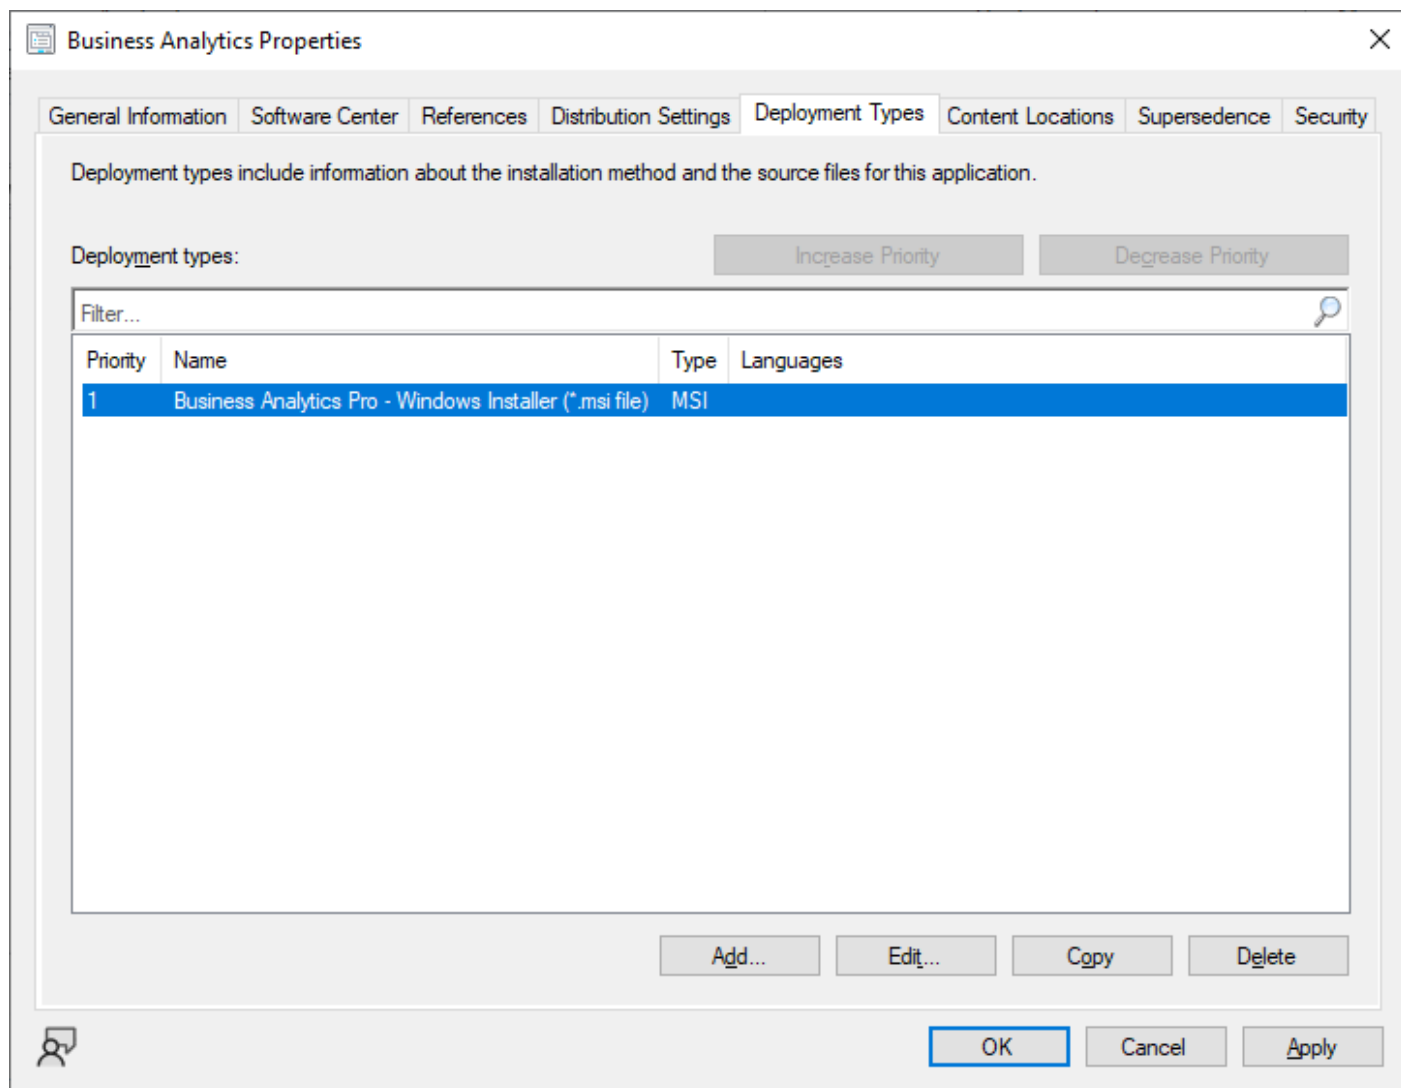 Business Analytics Properties
General Information Software Center References Distribution Settings Deployment Types Content Locations Supersedence Security
Deployment types include information about the installation method and the source files for this application.
Deployment types: Increase Priority Decrease Priority
Filter...
Priority Name Type Languages
1 Business Analytics Pro - Windows Installer (*.msi file) MSI
Add... Edit... Copy Delete
OK Cancel Apply